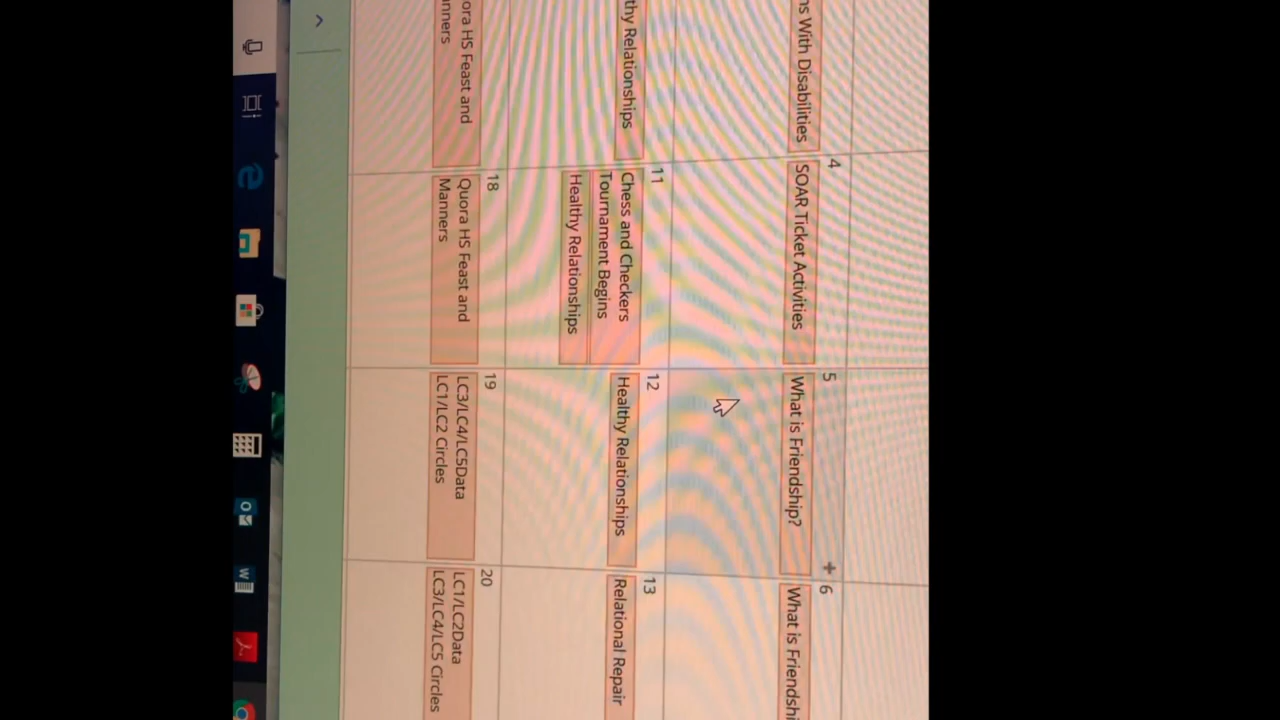 ns With Disabilities
4
SOAR Ticket Activities
5
What is Friendship?
+
6
What is Friendshi
thy Relationships
11
Chess and Checkers
Tournament Begins
Healthy Relationships
12
Healthy Relationships
13
Relational Repair
ora HS Feast and
nners
18
Quora HS Feast and
Manners
19
LC3/LC4/LC5Data
LC1/LC2 Circles
20
LC1/LC2Data
LC3/LC4/LC5 Circles